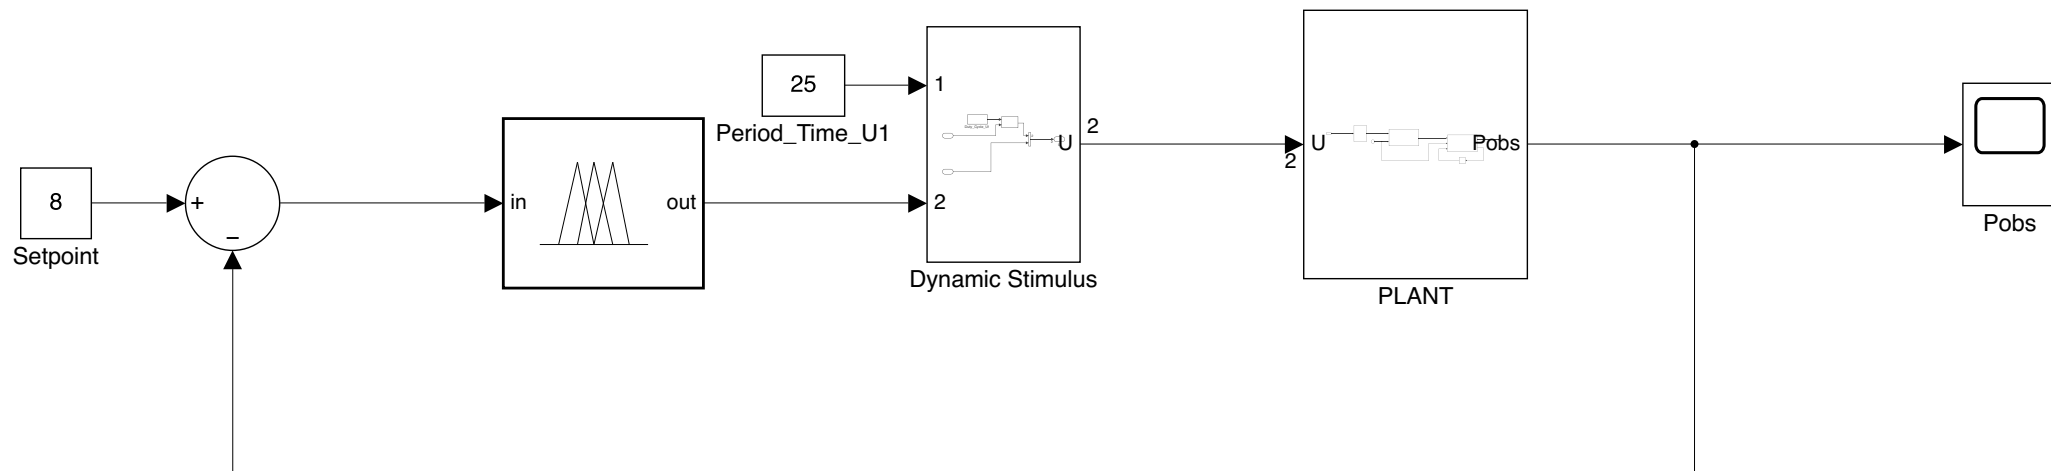 8
Setpoint
+
−
in
out
25
Period_Time_U1
1
2
U
Dynamic Stimulus
2
2
U
Pobs
PLANT
Pobs